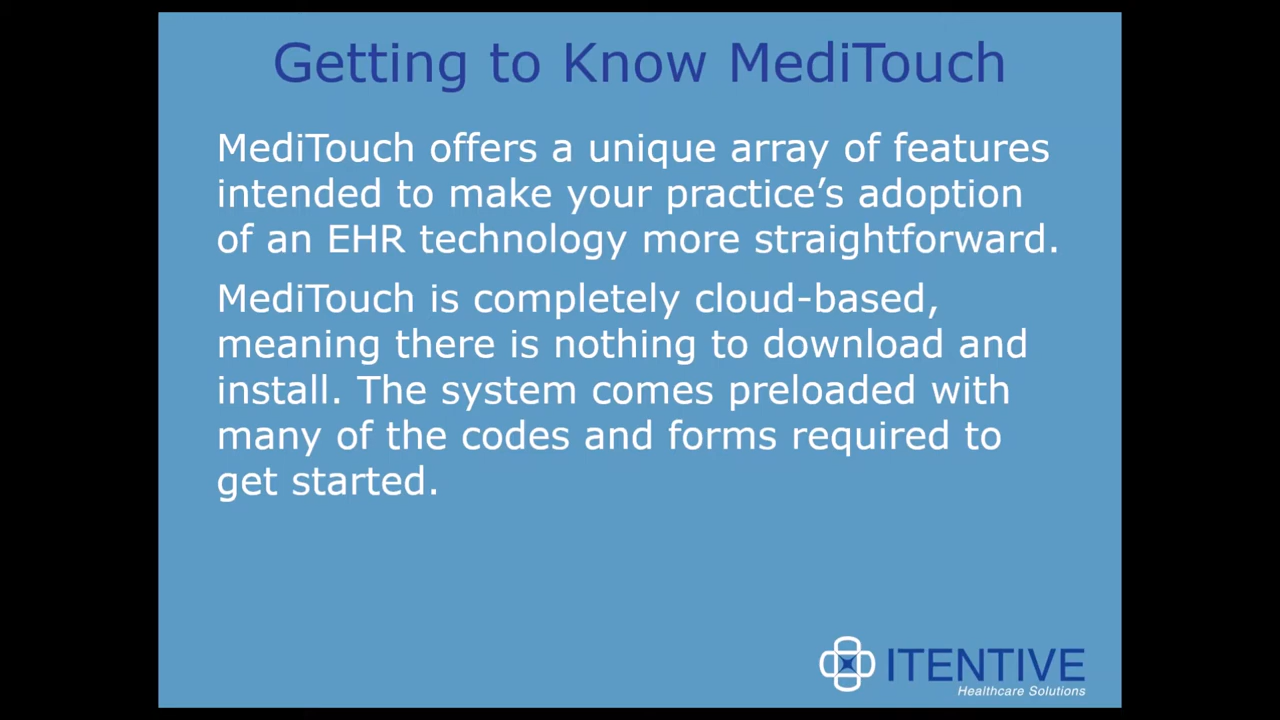 Getting to Know MediTouch
MediTouch offers a unique array of features
intended to make your practice’s adoption
of an EHR technology more straightforward.
MediTouch is completely cloud-based,
meaning there is nothing to download and
install. The system comes preloaded with
many of the codes and forms required to
get started.
ITENTIVE
Healthcare Solutions